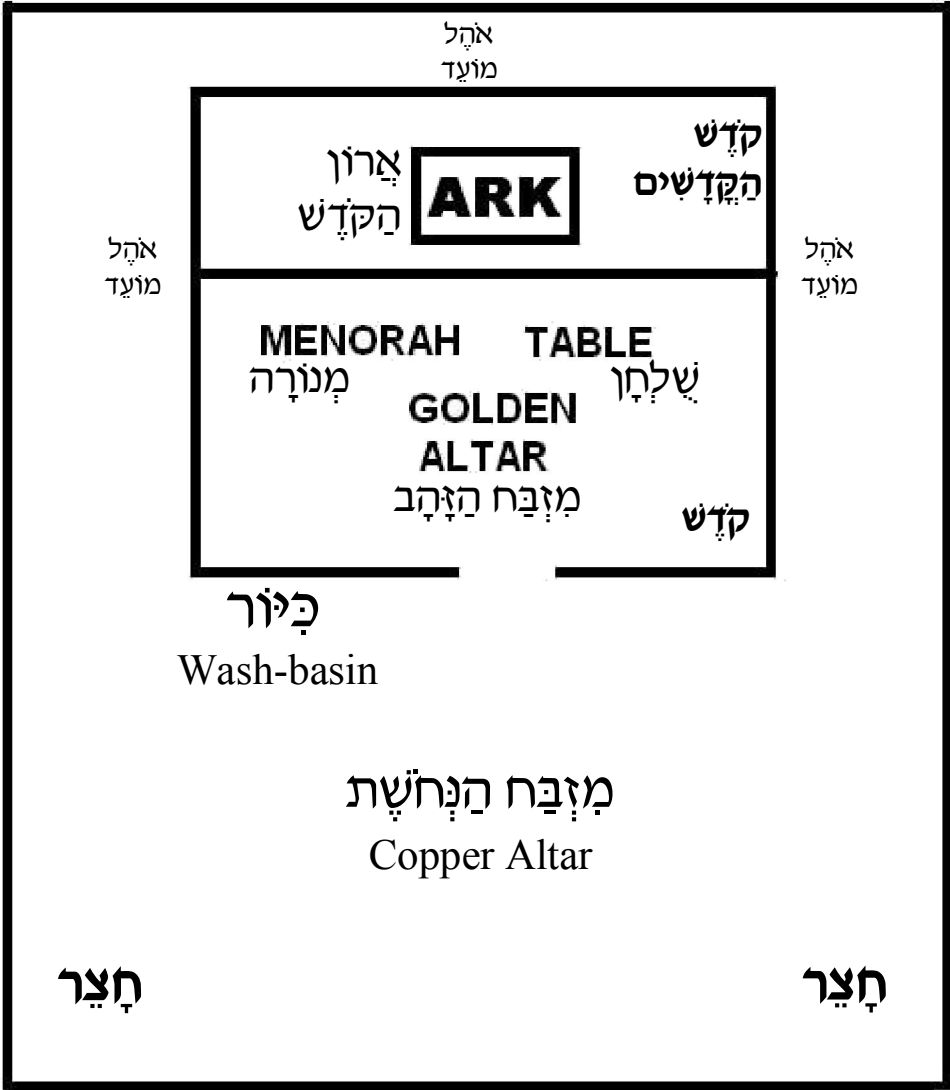 אֹהֶל
מוֹעֵד
קֹדֶשׁ
הַקֳּדָשִׁים
אֲרוֹן
הַקֹּדֶשׁ
ARK
אֹהֶל
מוֹעֵד
אֹהֶל
מוֹעֵד
MENORAH
מְנוֹרָה
TABLE
שֻׁלְחָן
GOLDEN
ALTAR
מִזְבַּח הַזָּהָב
קֹדֶשׁ
כִּיּוֹר
Wash-basin
מִזְבַּח הַנְּחֹשֶׁת
Copper Altar
חָצֵר
חָצֵר